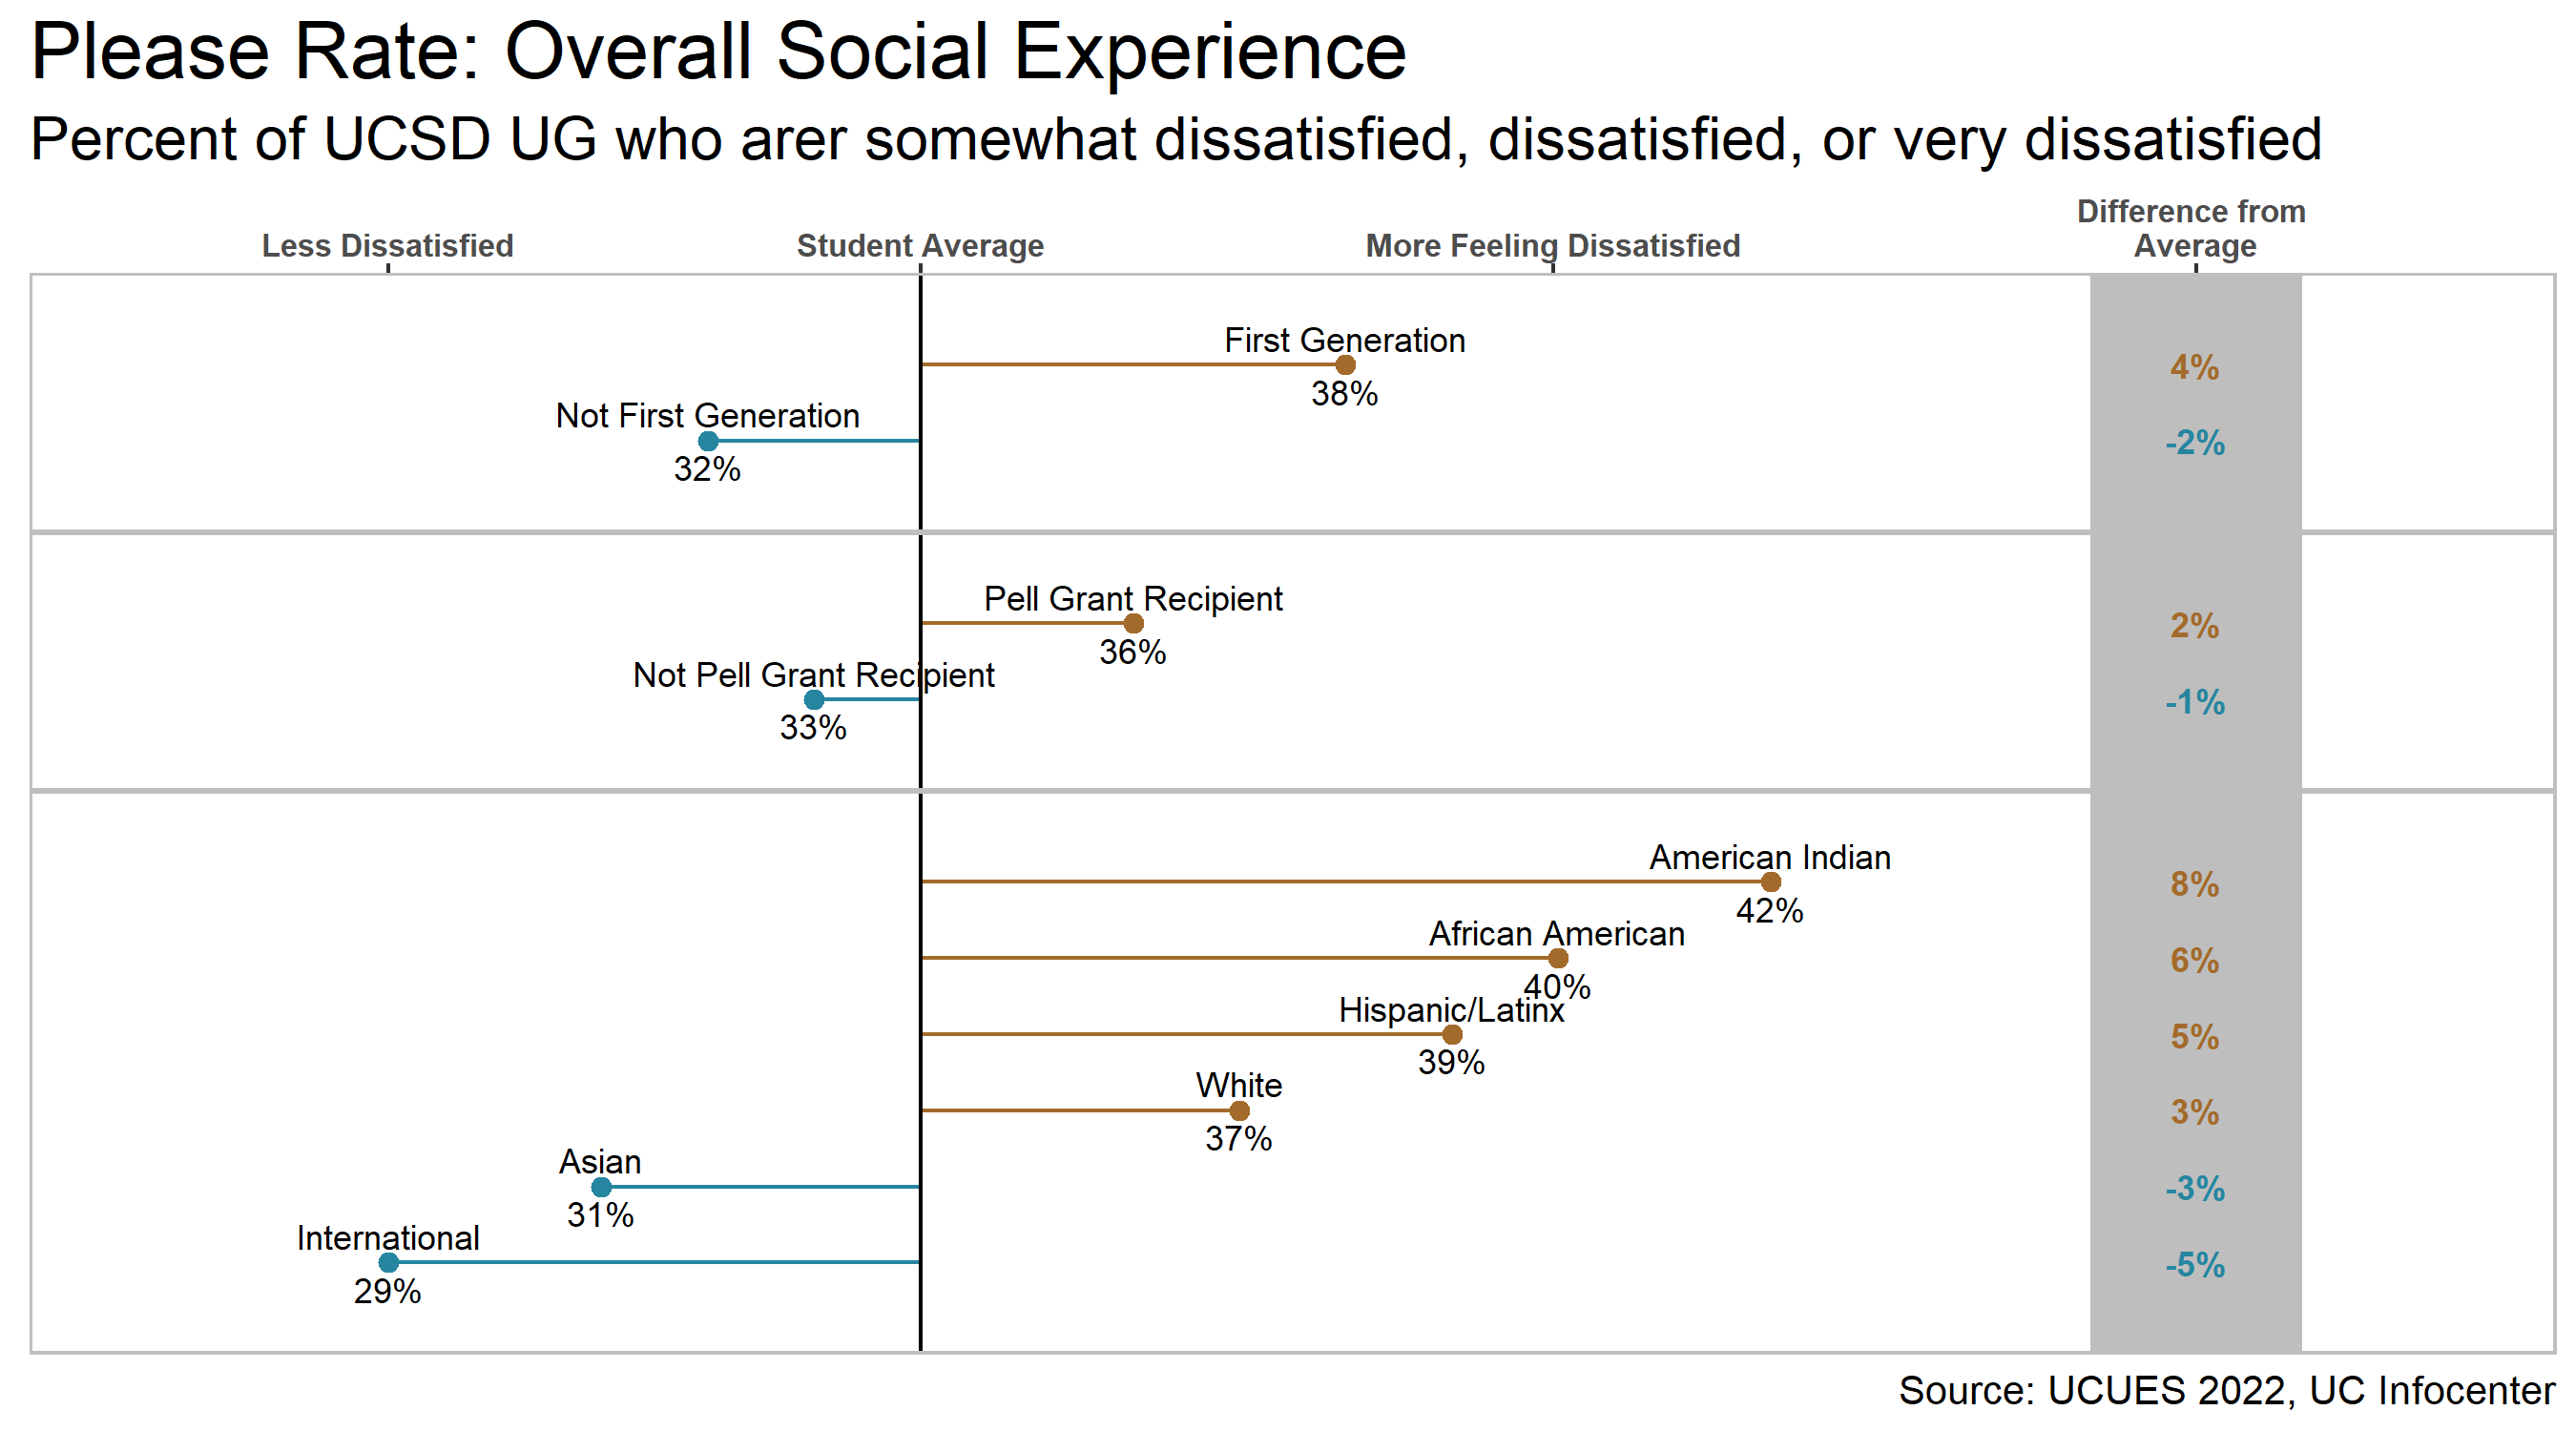 Please Rate: Overall Social Experience
Percent of UCSD UG who arer somewhat dissatisfied, dissatisfied, or very dissatisfied
Less Dissatisfied
Student Average
More Feeling Dissatisfied
Difference from
Average
First Generation
38%
4%
Not First Generation
32%
-2%
Pell Grant Recipient
36%
2%
Not Pell Grant Recipient
33%
-1%
American Indian
42%
8%
African American
40%
6%
Hispanic/Latinx
39%
5%
White
37%
3%
Asian
31%
-3%
International
29%
-5%
Source: UCUES 2022, UC Infocenter